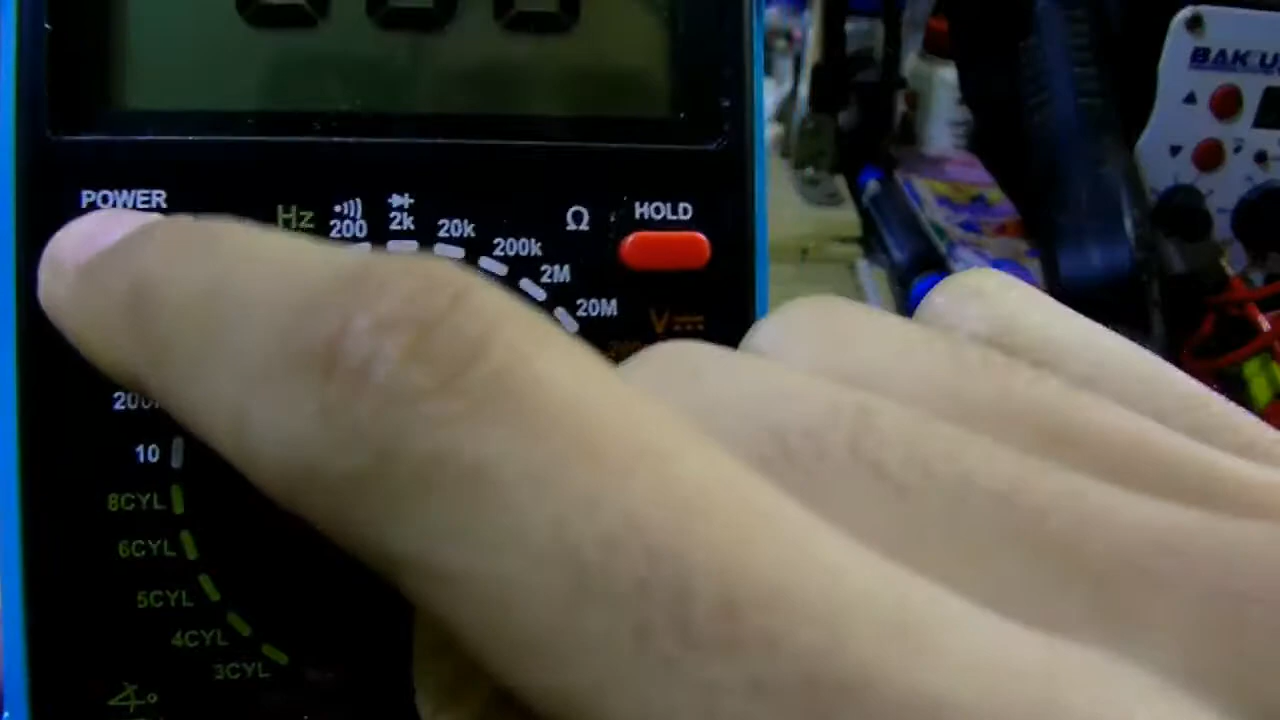 BAKU
POWER
HOLD
Hz
200
2k
20k
Ω
200k
2M
20M
V
10
8CYL
6CYL
5CYL
4CYL
3CYL